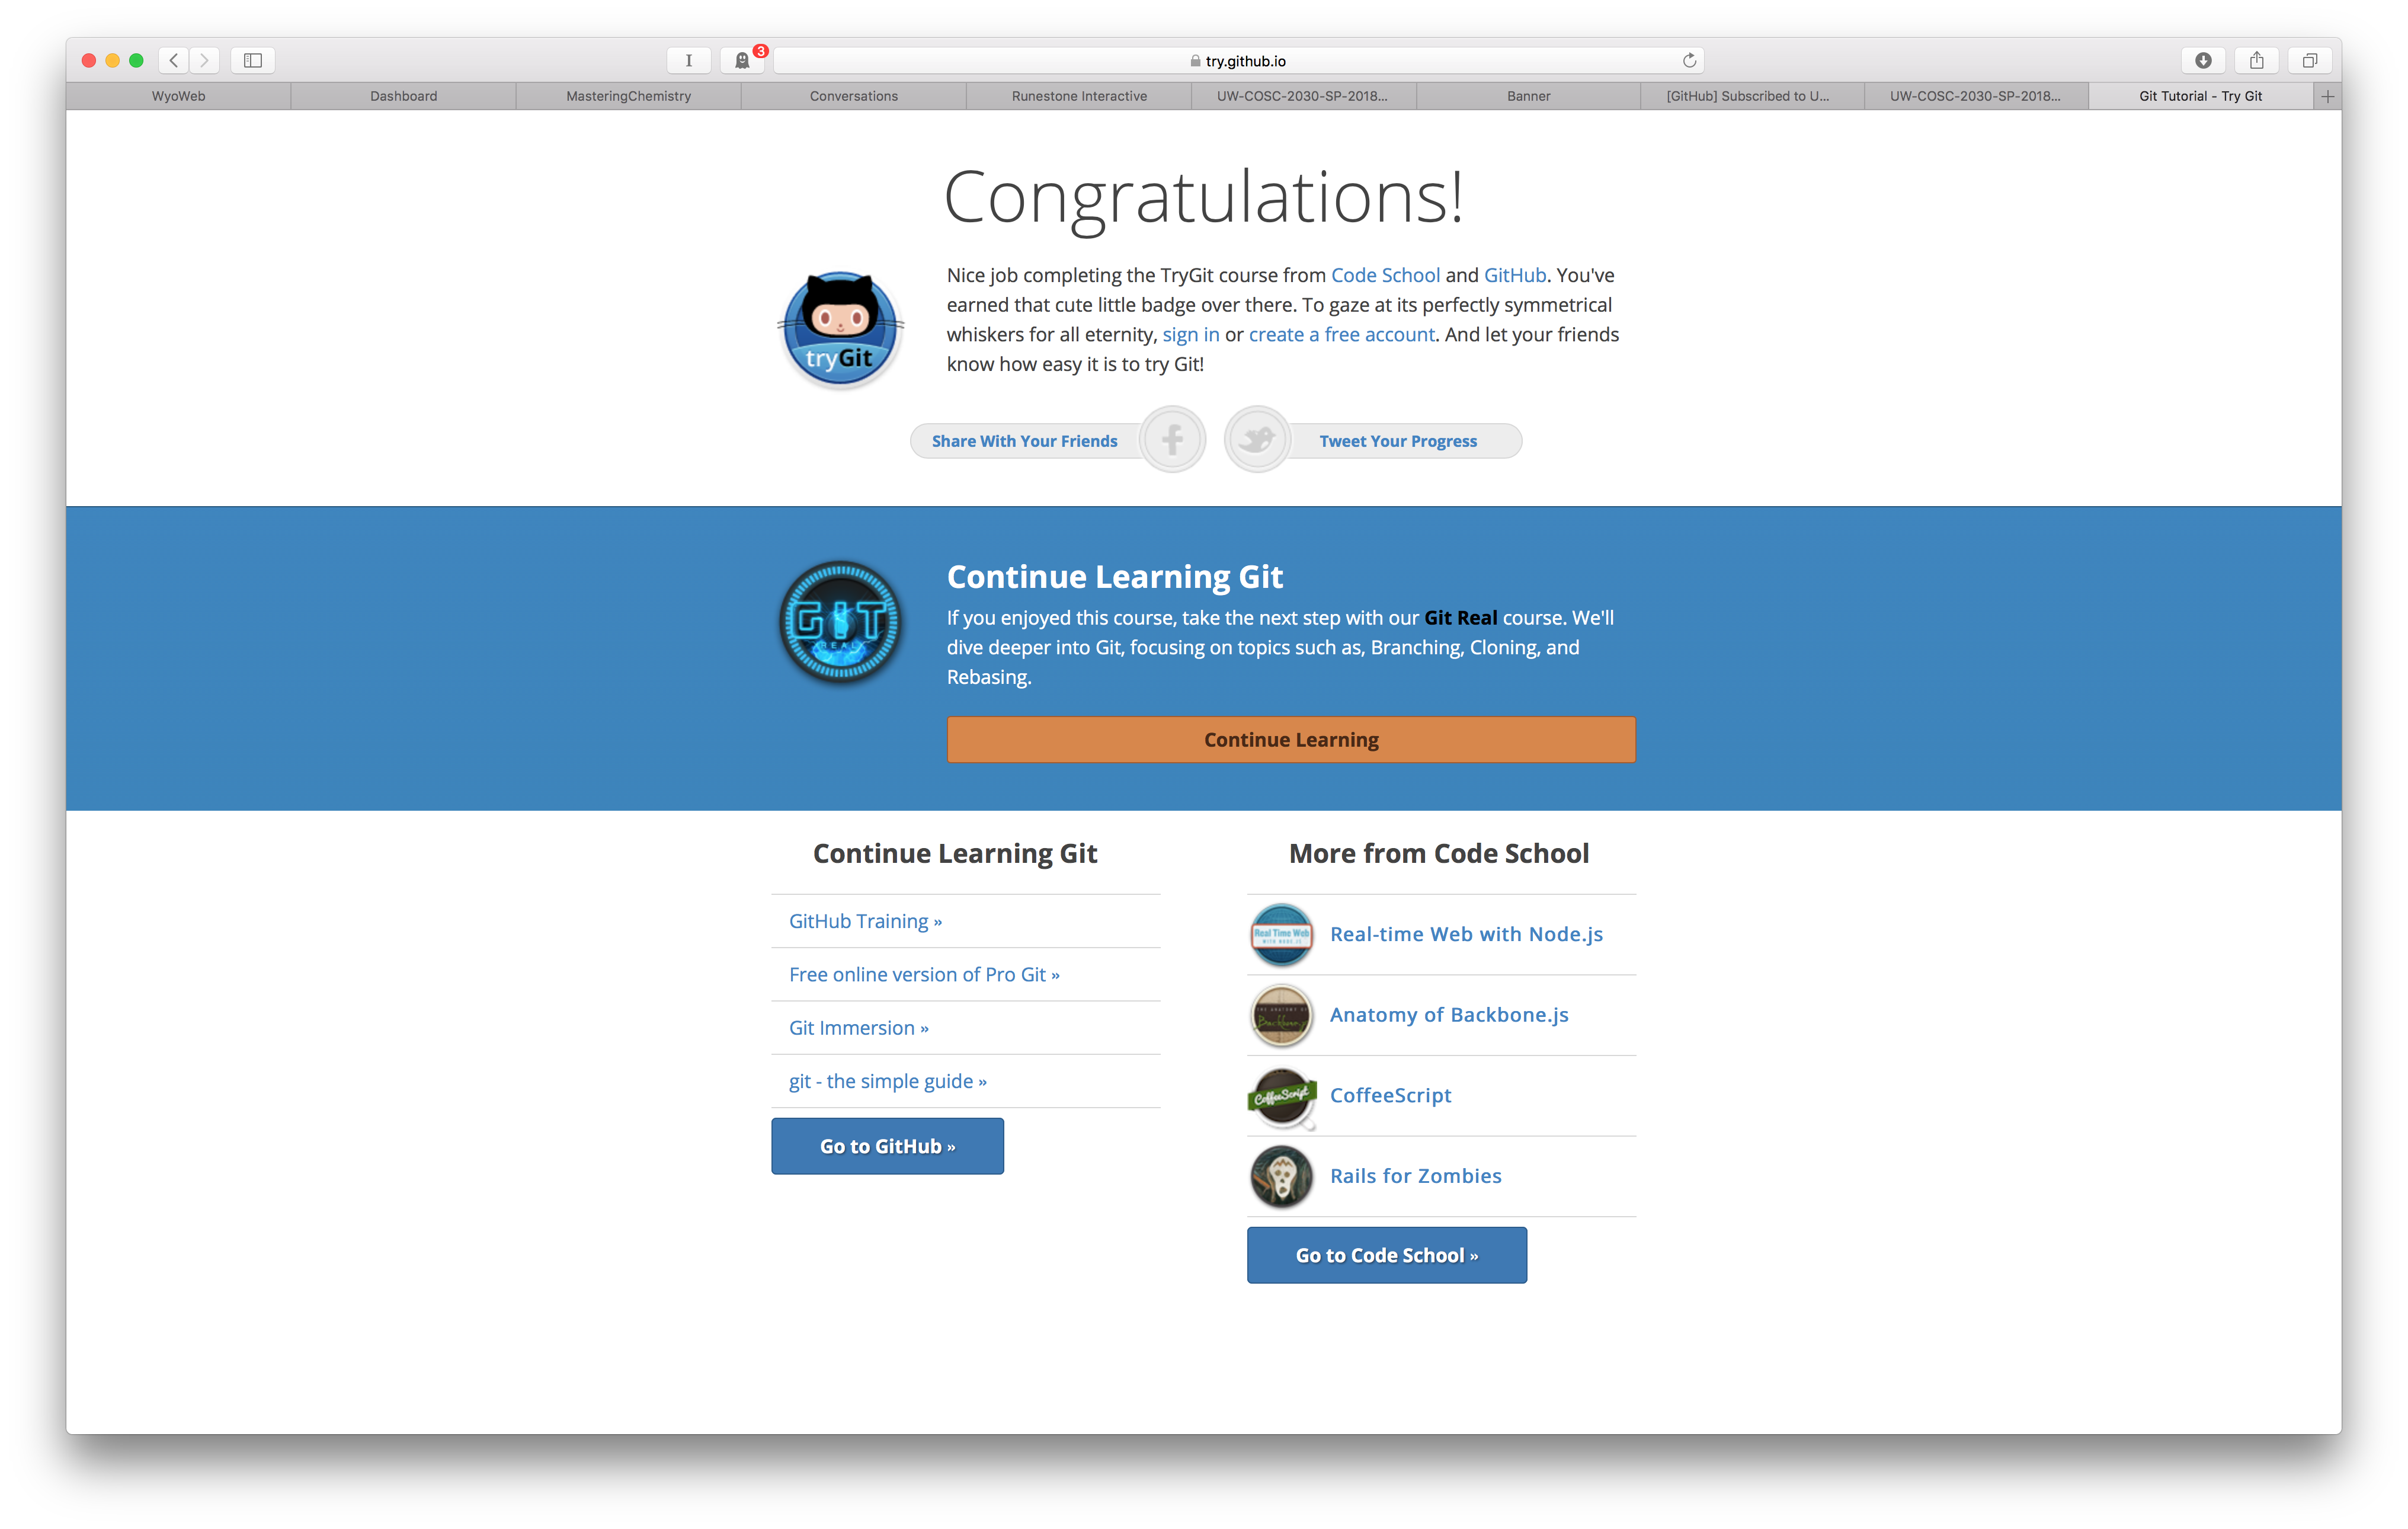 3
try.github.io
WyoWeb
Dashboard
MasteringChemistry
Conversations
Runestone Interactive
UW-COSC-2030-SP-2018...
Banner
[GitHub] Subscribed to U...
UW-COSC-2030-SP-2018...
Git Tutorial - Try Git
Congratulations!
tryGit
Nice job completing the TryGit course from Code School and GitHub. You've
earned that cute little badge over there. To gaze at its perfectly symmetrical
whiskers for all eternity, sign in or create a free account. And let your friends
know how easy it is to try Git!
Share With Your Friends
Tweet Your Progress
GIT
REAL
Continue Learning Git
If you enjoyed this course, take the next step with our Git Real course. We'll
dive deeper into Git, focusing on topics such as, Branching, Cloning, and
Rebasing.
Continue Learning
Continue Learning Git
GitHub Training »
Free online version of Pro Git »
Git Immersion »
git - the simple guide »
Go to GitHub »
More from Code School
Real Time Web
WITH NODE.JS
Real-time Web with Node.js
THE ANATOMY OF
Backbone.js
Anatomy of Backbone.js
CoffeeScript
CoffeeScript
Rails for Zombies
Go to Code School »